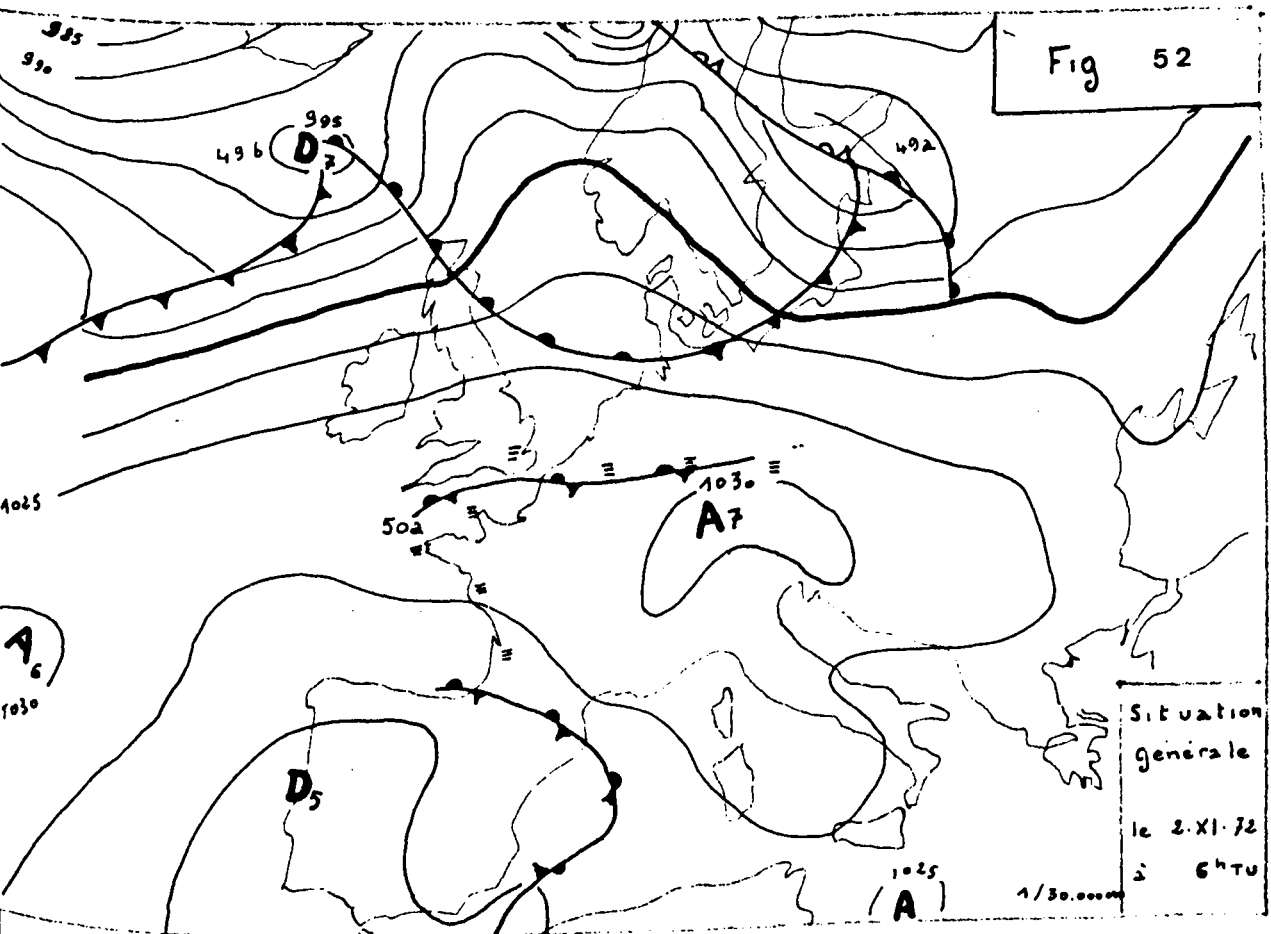 985
990
Fig 52
995
496
D7
492
1025
1030
A7
502
A6
1030
D5
Situation
générale
le 2.XI.72
à 6h TU
1025
A
1/30.000000